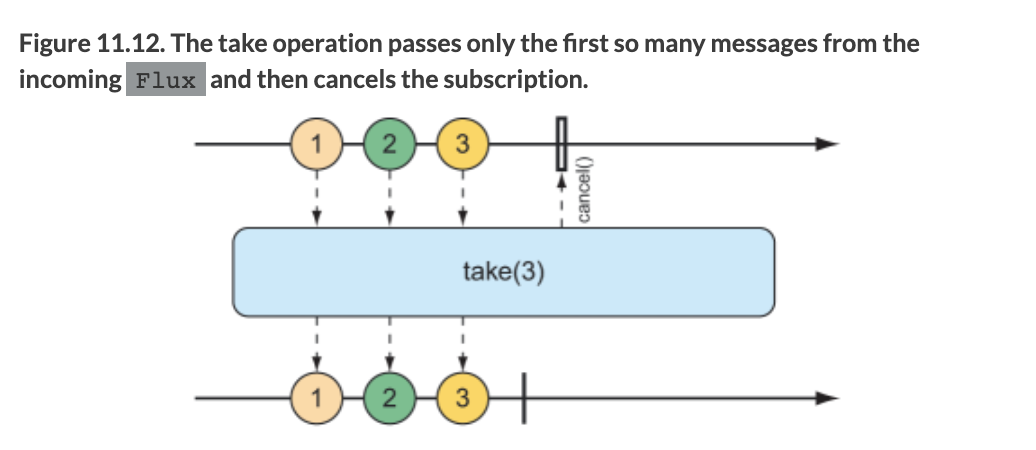 Figure 11.12. The take operation passes only the first so many messages from the
incoming Flux and then cancels the subscription.
1 2 3
cancel()
take(3)
1 2 3